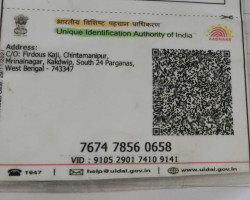 भारतीय विशिष्ट पहचान प्राधिकरण
Unique Identification Authority of India
AADHAAR
Address:
C/O: Firdous Kaji, Chintamanipur,
Mrinalnagar, Kakdwip, South 24 Parganas,
West Bengal - 743347
7674 7856 0658
VID : 9105 2901 7410 9141
1947 | help@uidai.gov.in | www.uidai.gov.in